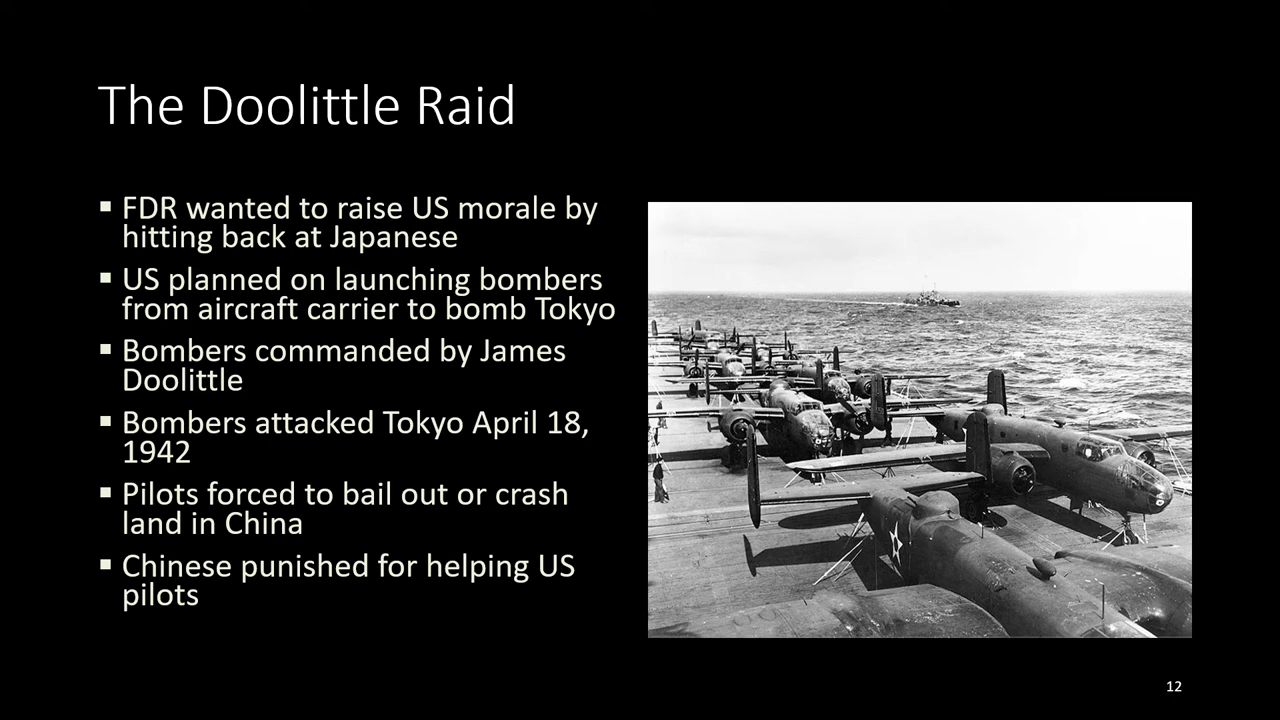 The Doolittle Raid
▪ FDR wanted to raise US morale by
hitting back at Japanese
▪ US planned on launching bombers
from aircraft carrier to bomb Tokyo
▪ Bombers commanded by James
Doolittle
▪ Bombers attacked Tokyo April 18,
1942
▪ Pilots forced to bail out or crash
land in China
▪ Chinese punished for helping US
pilots
12